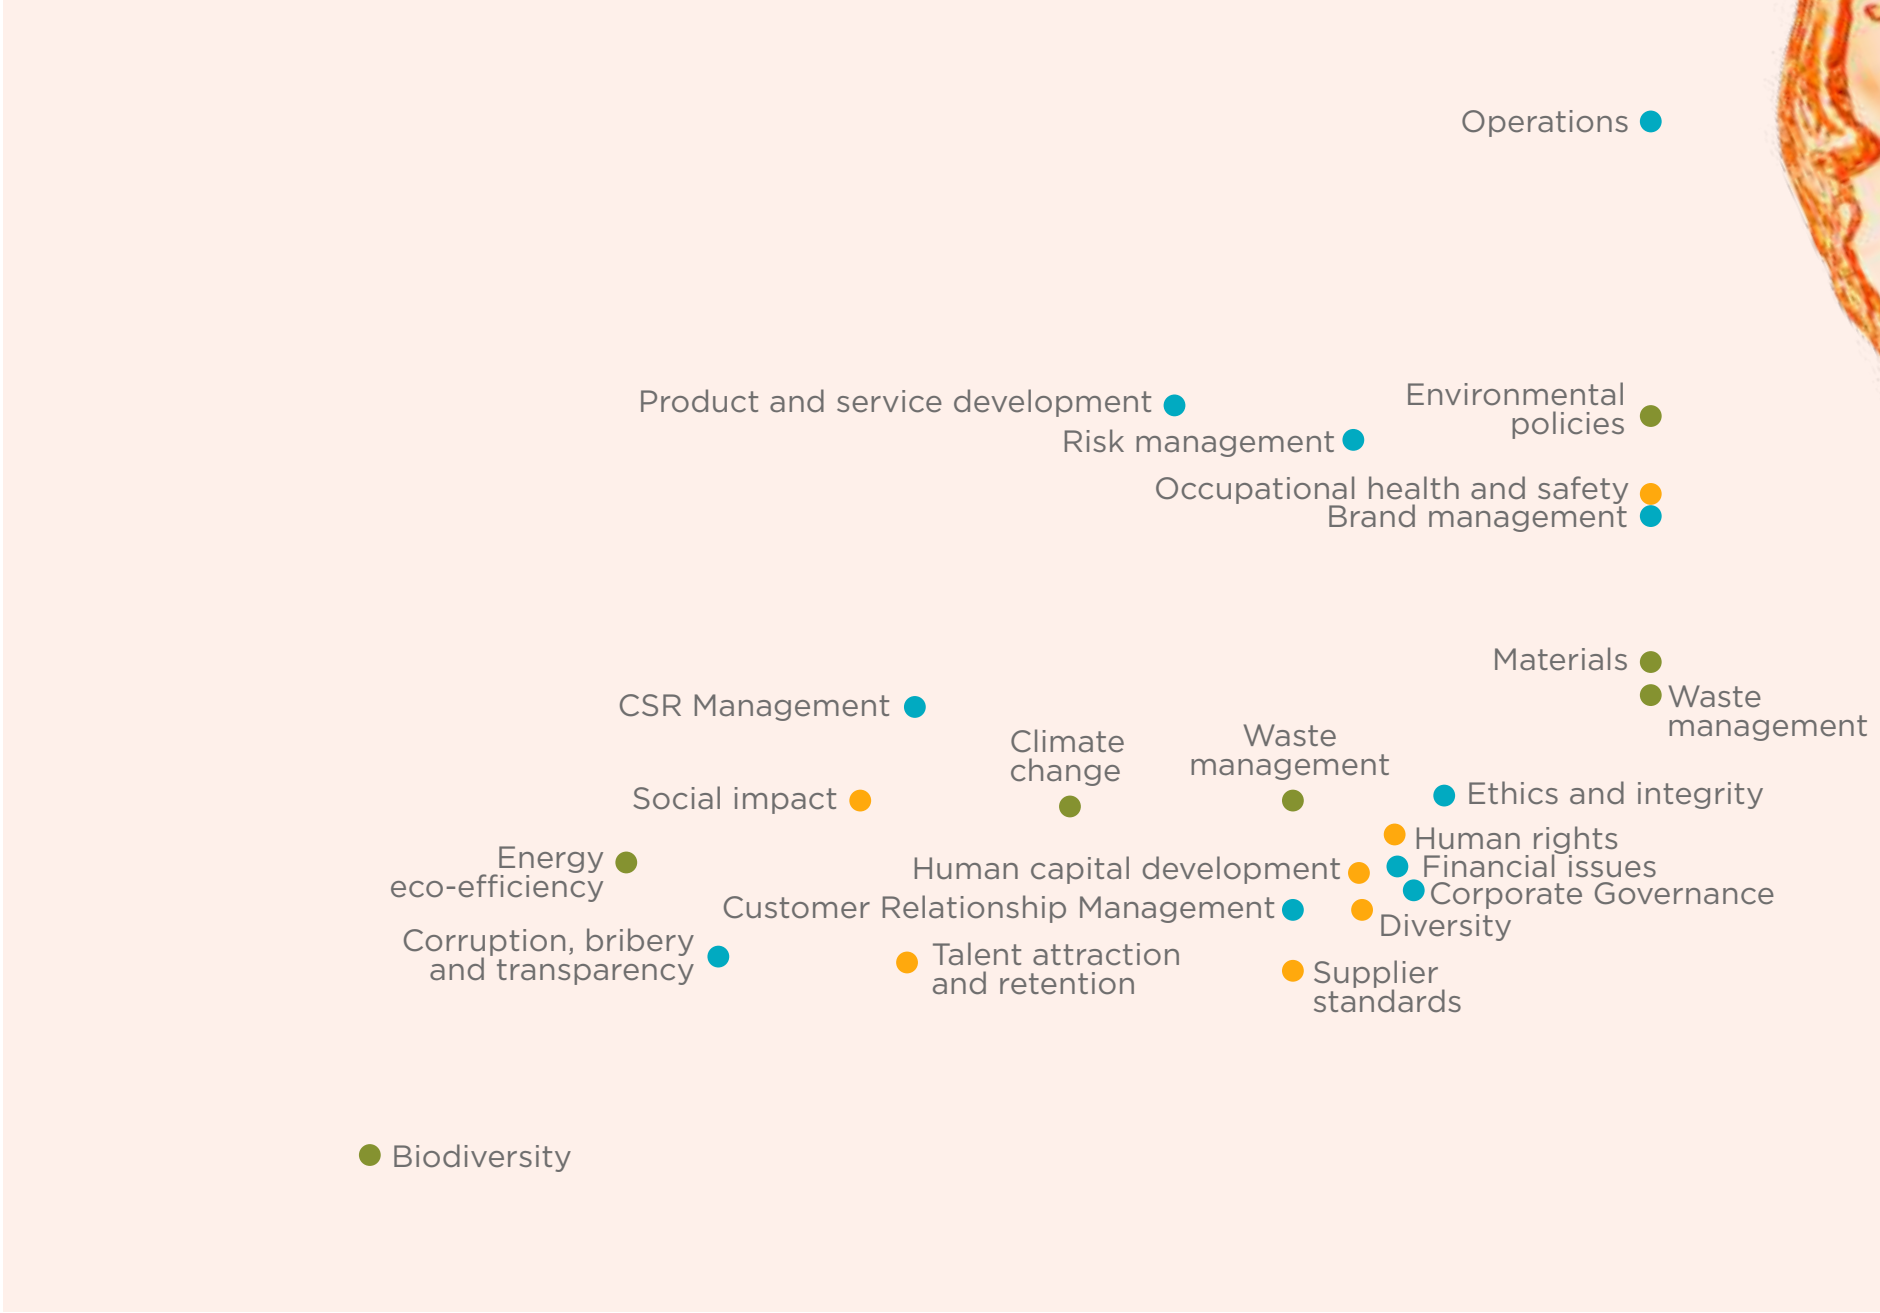 Operations
Product and service development
Environmental
policies
Risk management
Occupational health and safety
Brand management
Materials
Waste
management
CSR Management
Climate
change
Waste
management
Social impact
Ethics and integrity
Human rights
Energy
eco-efficiency
Human capital development
Financial issues
Corporate Governance
Customer Relationship Management
Diversity
Corruption, bribery
and transparency
Talent attraction
and retention
Supplier
standards
Biodiversity